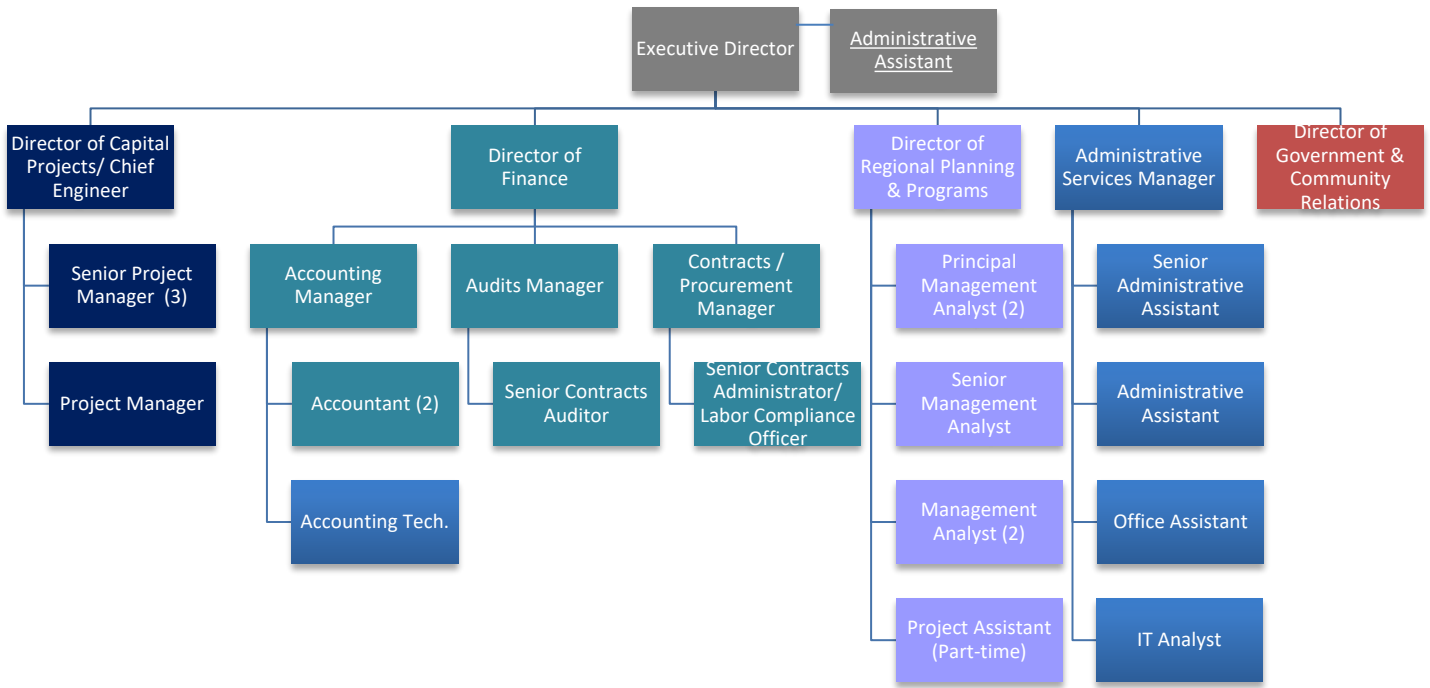 Executive Director
Administrative
Assistant
Director of Capital
Projects/ Chief
Engineer
Director of
Finance
Director of
Regional Planning
& Programs
Administrative
Services Manager
Director of
Government &
Community
Relations
Senior Project
Manager (3)
Accounting
Manager
Audits Manager
Contracts /
Procurement
Manager
Principal
Management
Analyst (2)
Senior
Administrative
Assistant
Project Manager
Accountant (2)
Senior Contracts
Auditor
Senior Contracts
Administrator/
Labor Compliance
Officer
Senior
Management
Analyst
Administrative
Assistant
Accounting Tech.
Management
Analyst (2)
Office Assistant
Project Assistant
(Part-time)
IT Analyst